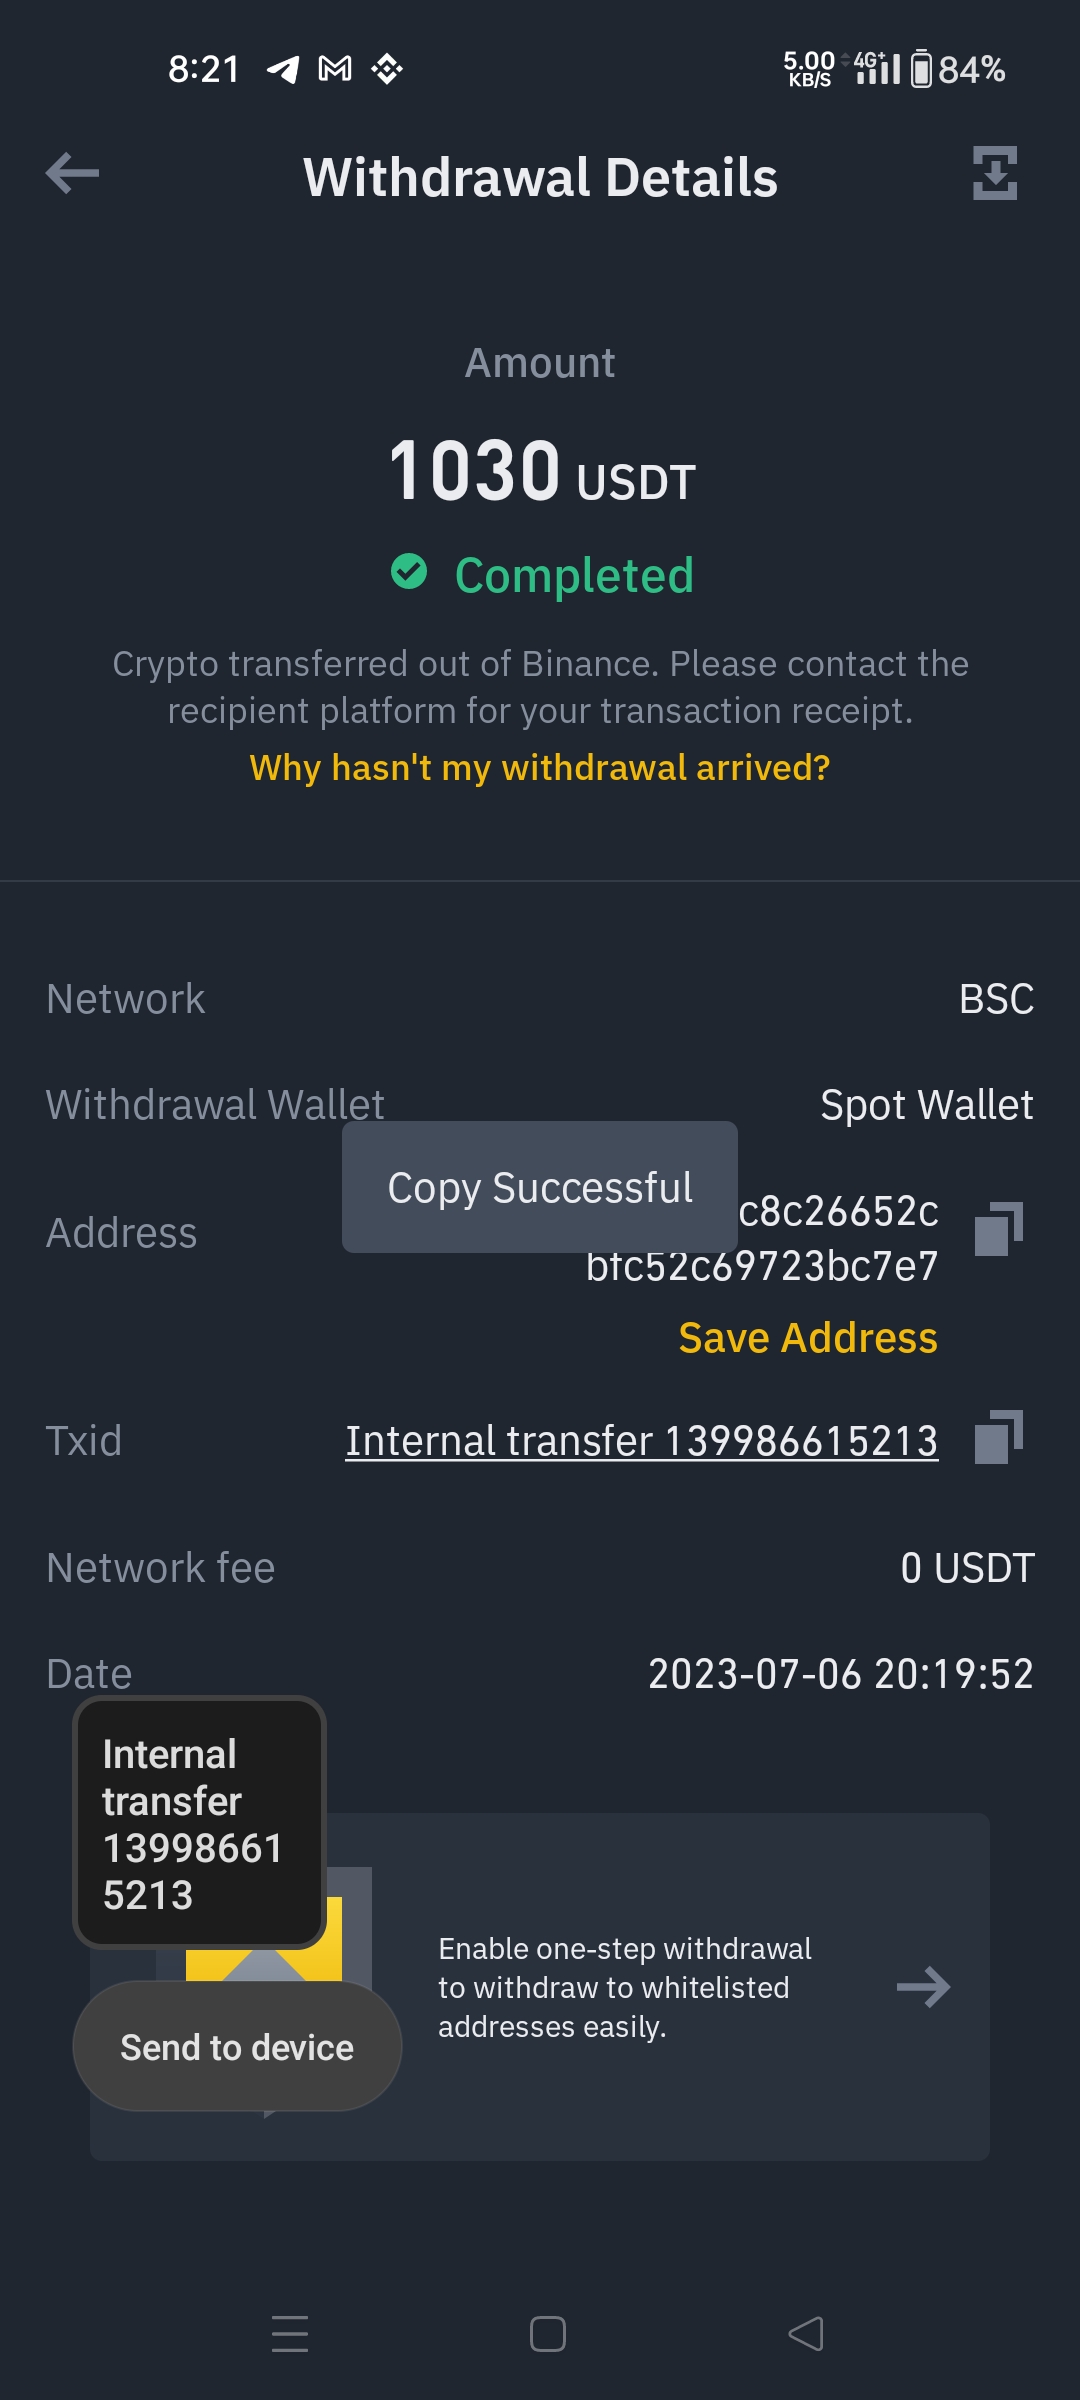 8:21
5.00 KB/S 4G+ 84%
Withdrawal Details
Amount
1030 USDT
Completed
Crypto transferred out of Binance. Please contact the
recipient platform for your transaction receipt.
Why hasn't my withdrawal arrived?
Network BSC
Withdrawal Wallet Spot Wallet
Copy Successful
Address c8c26652c
bfc52c69723bc7e7
Save Address
Txid Internal transfer 139986615213
Network fee 0 USDT
Date 2023-07-06 20:19:52
Internal
transfer
13998661
5213
Enable one-step withdrawal
to withdraw to whitelisted
addresses easily.
Send to device